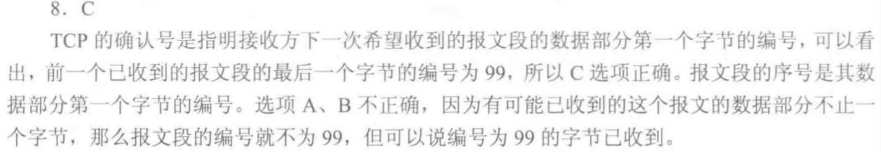 8．C
TCP 的确认号是指明接收方下一次希望收到的报文段的数据部分第一个字节的编号，可以看
出，前一个已收到的报文段的最后一个字节的编号为 99，所以 C 选项正确。报文段的序号是其数
据部分第一个字节的编号。选项 A、B 不正确，因为有可能已收到的这个报文的数据部分不止一
个字节，那么报文段的编号就不为 99，但可以说编号为 99 的字节已收到。